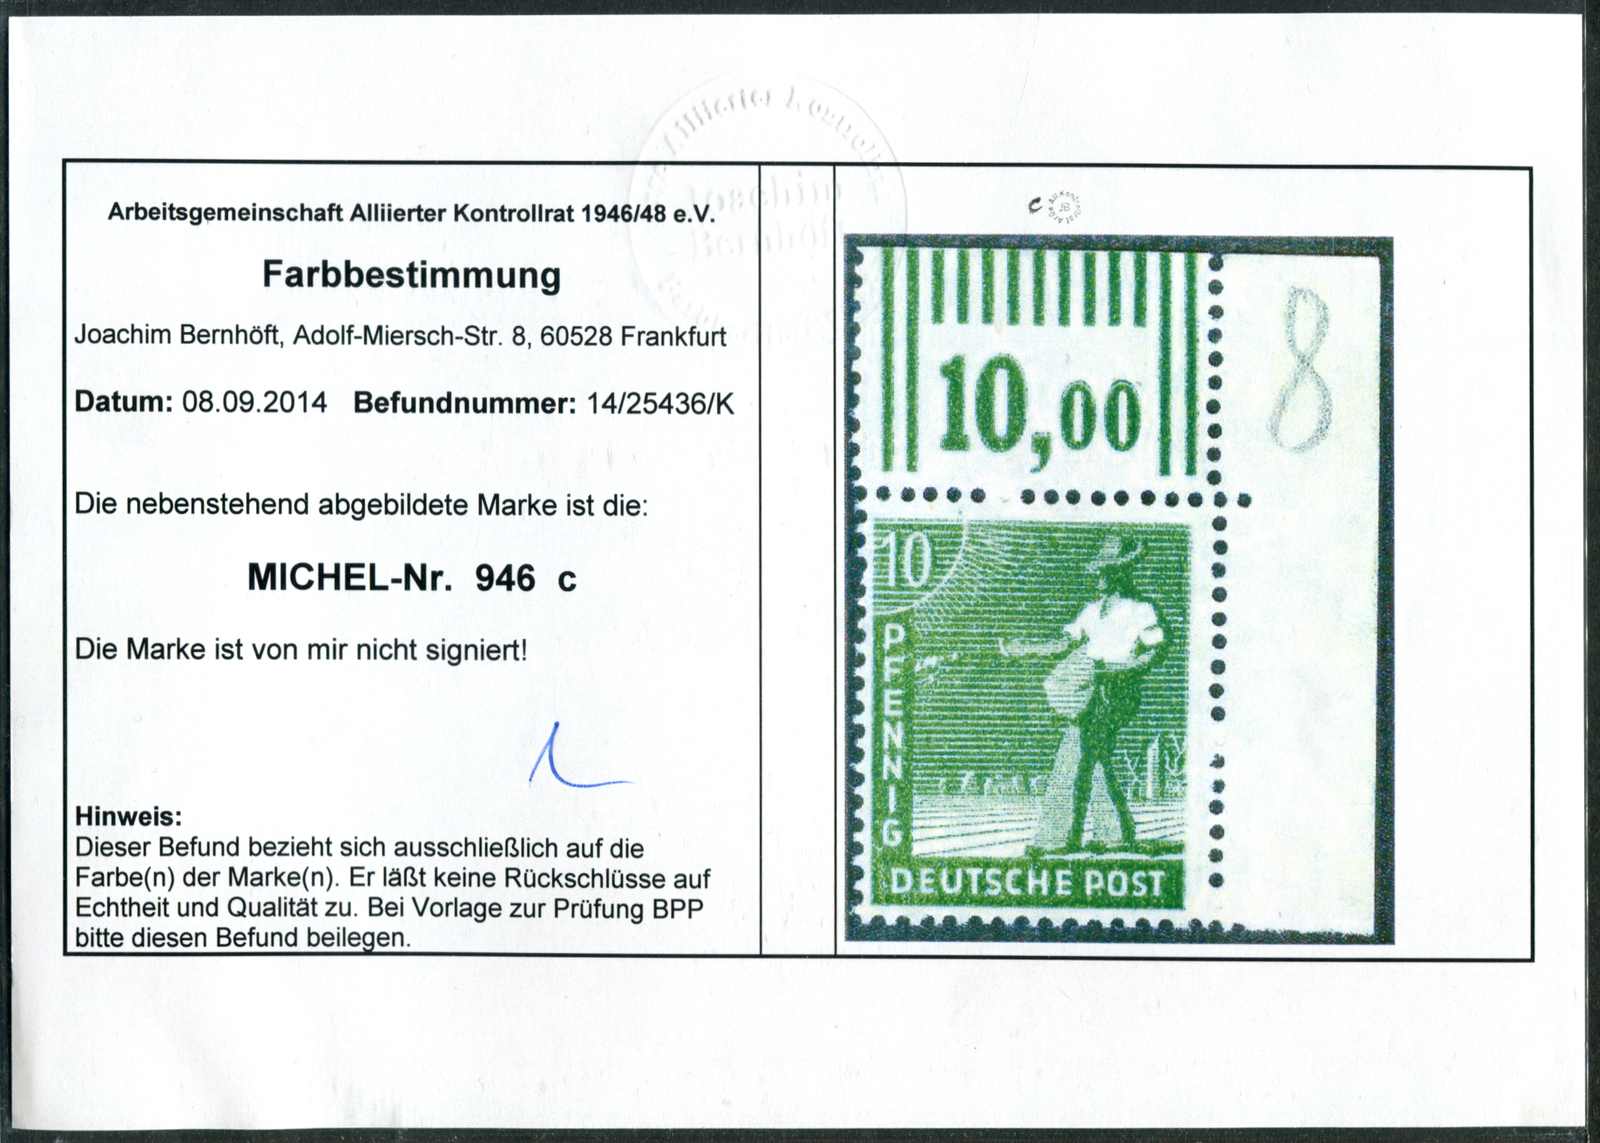 Arbeitsgemeinschaft Alliierter Kontrollrat 1946/48 e.V.
Farbbestimmung
Joachim Bernhöft, Adolf-Miersch-Str. 8, 60528 Frankfurt
Datum: 08.09.2014 Befundnummer: 14/25436/K
Die nebenstehend abgebildete Marke ist die:
MICHEL-Nr. 946 c
Die Marke ist von mir nicht signiert!
Hinweis:
Dieser Befund bezieht sich ausschließlich auf die
Farbe(n) der Marke(n). Er läßt keine Rückschlüsse auf
Echtheit und Qualität zu. Bei Vorlage zur Prüfung BPP
bitte diesen Befund beilegen.
c
10,00
8
10
PFENNIG
DEUTSCHE POST